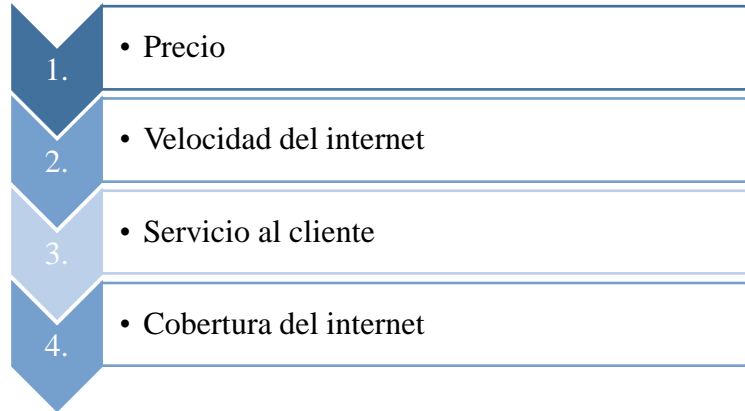 1. • Precio
2. • Velocidad del internet
3. • Servicio al cliente
4. • Cobertura del internet